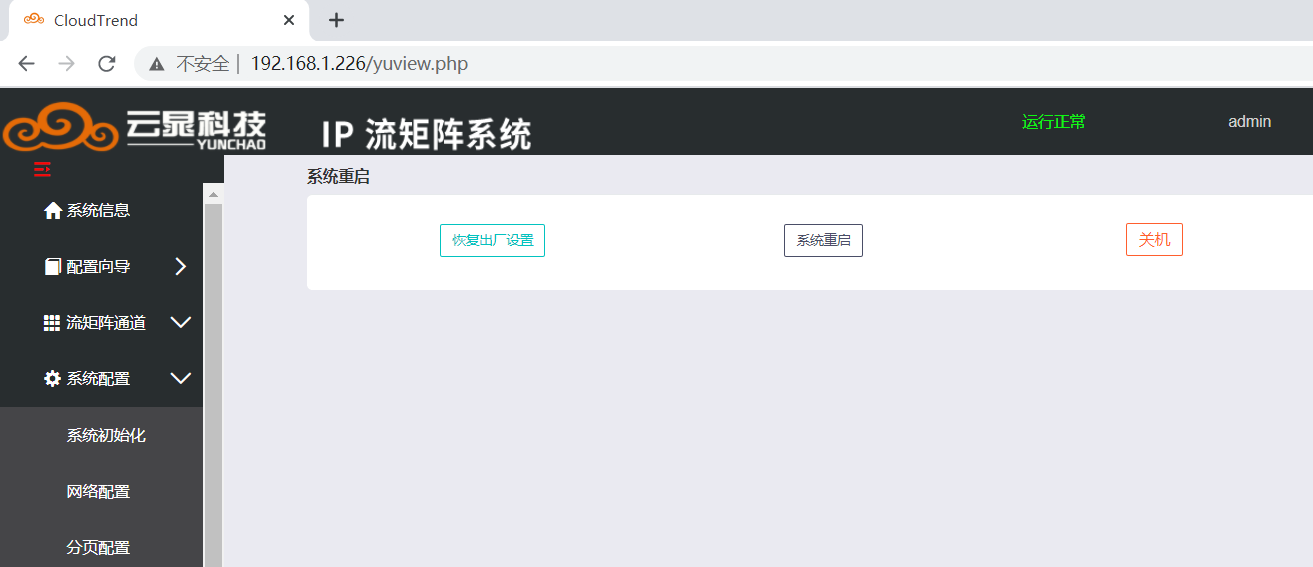 CloudTrend
不安全 | 192.168.1.226/yuview.php
云晁科技
YUNCHAO
IP 流矩阵系统
运行正常
admin
系统信息
配置向导
流矩阵通道
系统配置
系统初始化
网络配置
分页配置
系统重启
恢复出厂设置
系统重启
关机